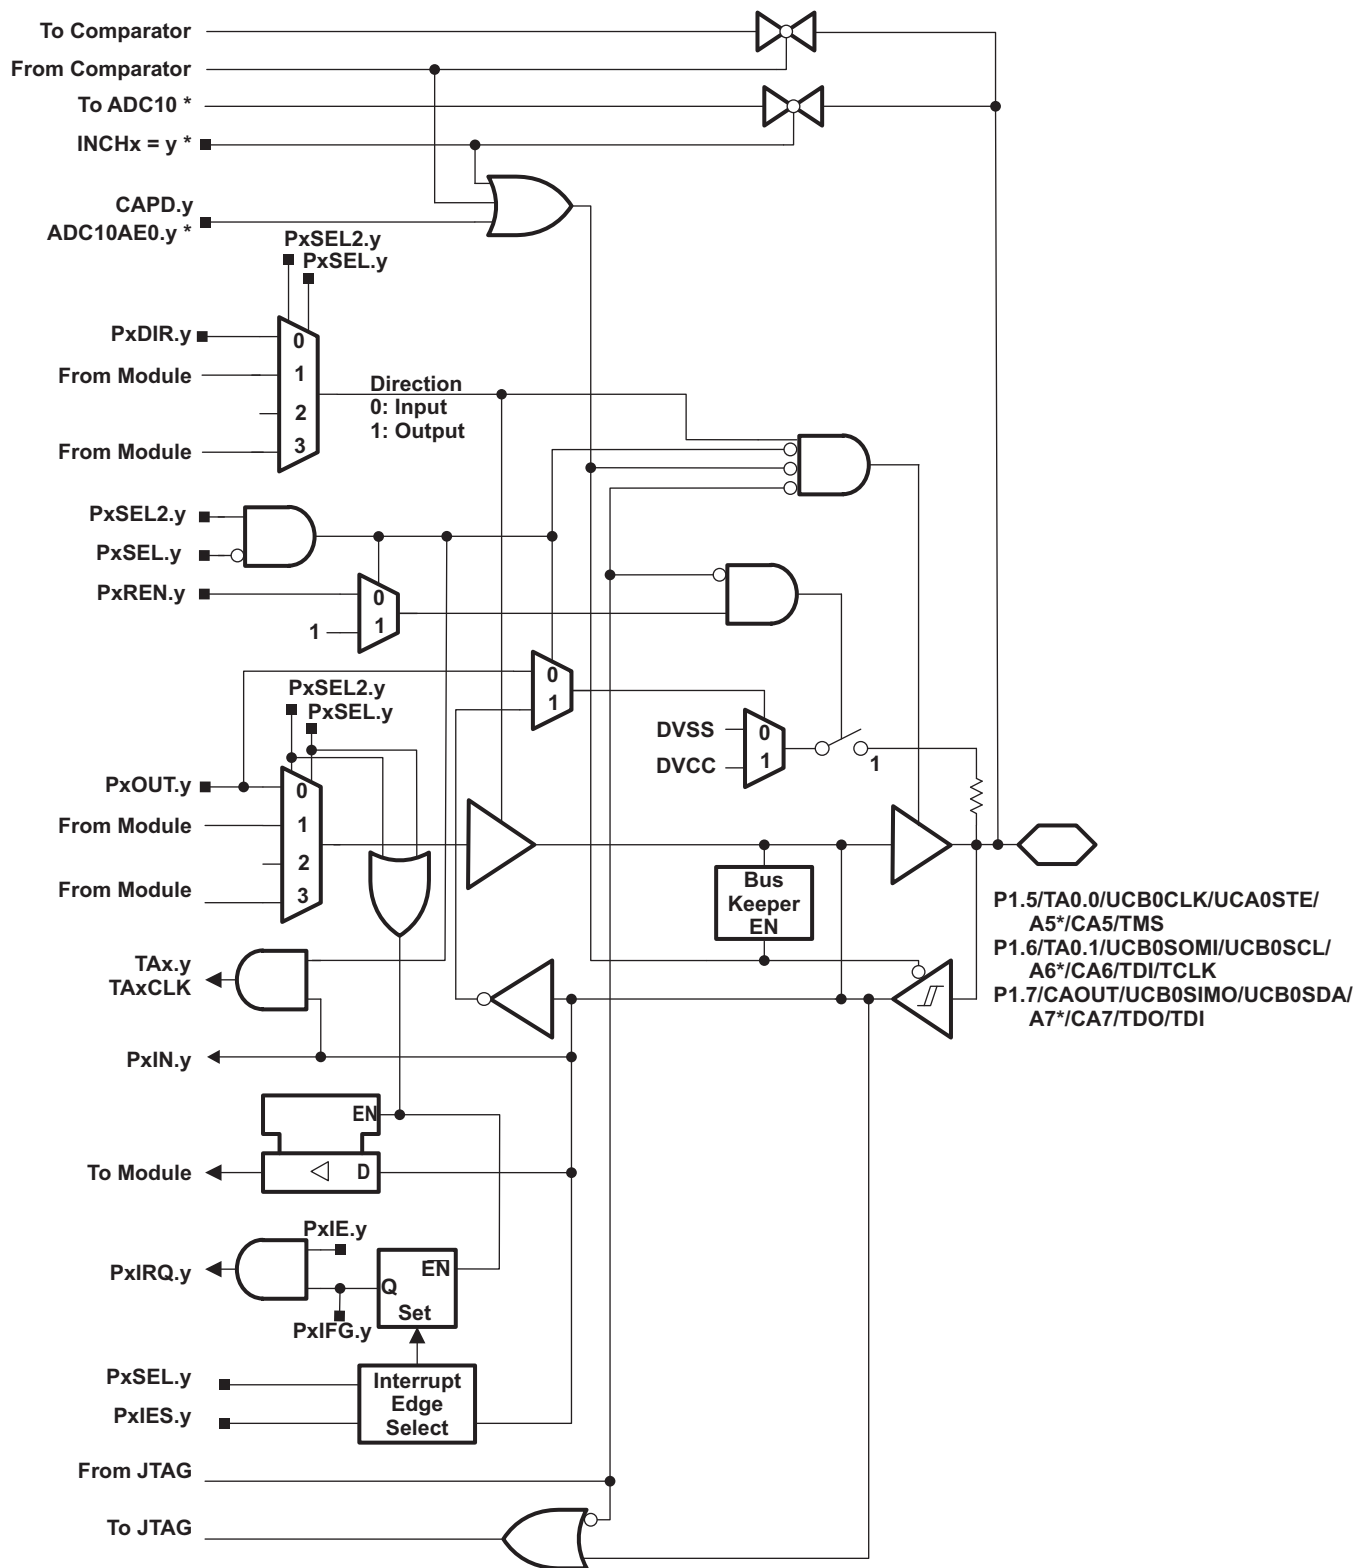 To Comparator
From Comparator
To ADC10 *
INCHx = y *
CAPD.y
ADC10AE0.y *
PxSEL2.y
PxSEL.y
PxDIR.y
0
From Module
1
2
From Module
3
Direction
0: Input
1: Output
PxSEL2.y
PxSEL.y
PxREN.y
0
1
1
0
1
PxSEL2.y
PxSEL.y
DVSS
0
DVCC
1
1
PxOUT.y
0
From Module
1
2
From Module
3
Bus
Keeper
EN
P1.5/TA0.0/UCB0CLK/UCA0STE/
A5*/CA5/TMS
P1.6/TA0.1/UCB0SOMI/UCB0SCL/
A6*/CA6/TDI/TCLK
P1.7/CAOUT/UCB0SIMO/UCB0SDA/
A7*/CA7/TDO/TDI
TAx.y
TAxCLK
PxIN.y
EN
To Module
D
PxIE.y
PxIRQ.y
Q
EN
Set
PxIFG.y
PxSEL.y
PxIES.y
Interrupt
Edge
Select
From JTAG
To JTAG